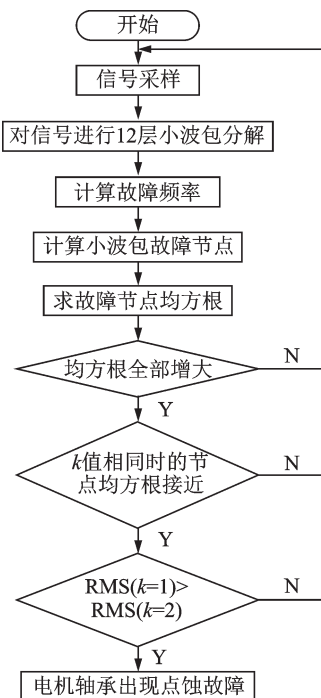 开始
信号采样
对信号进行12层小波包分解
计算故障频率
计算小波包故障节点
求故障节点均方根
均方根全部增大
N
Y
k值相同时的节
点均方根接近
N
Y
RMS(k=1)>
RMS(k=2)
N
Y
电机轴承出现点蚀故障